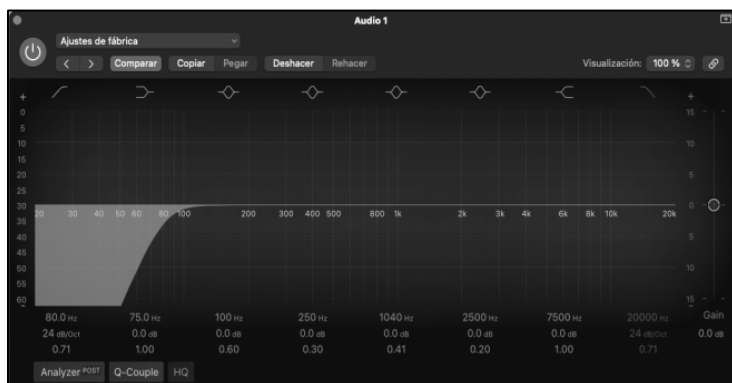 Audio 1
Ajustes de fábrica
Comparar Copiar Pegar Deshacer Rehacer Visualización: 100 %
+ +
0 15
5
10 10
15
20 5
25
30 0
20 30 40 50 60 80 100 200 300 400 500 800 1k 2k 3k 4k 6k 8k 10k 20k
35
40 5
45
50 10
55
60 15
- -
80.0 Hz 75.0 Hz 100 Hz 250 Hz 1040 Hz 2500 Hz 7500 Hz 20000 Hz Gain
24 dB/Oct 0.0 dB 0.0 dB 0.0 dB 0.0 dB 0.0 dB 0.0 dB 24 dB/Oct 0.0 dB
0.71 1.00 0.60 0.30 0.41 0.20 1.00 0.71
Analyzer POST Q-Couple HQ